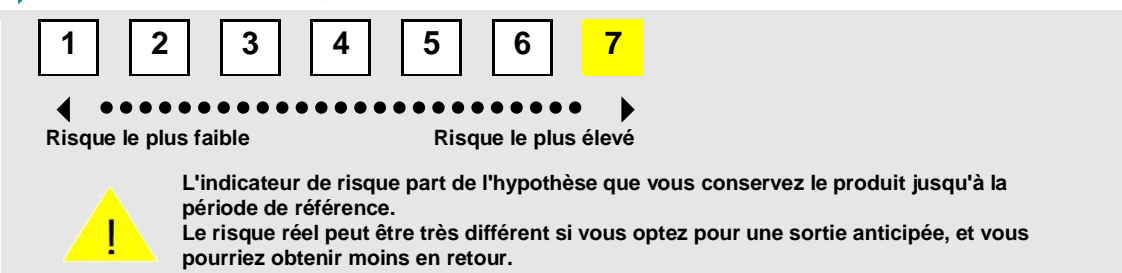 1 2 3 4 5 6 7
Risque le plus faible Risque le plus élevé
L'indicateur de risque part de l'hypothèse que vous conservez le produit jusqu'à la
période de référence.
Le risque réel peut être très différent si vous optez pour une sortie anticipée, et vous
pourriez obtenir moins en retour.
!